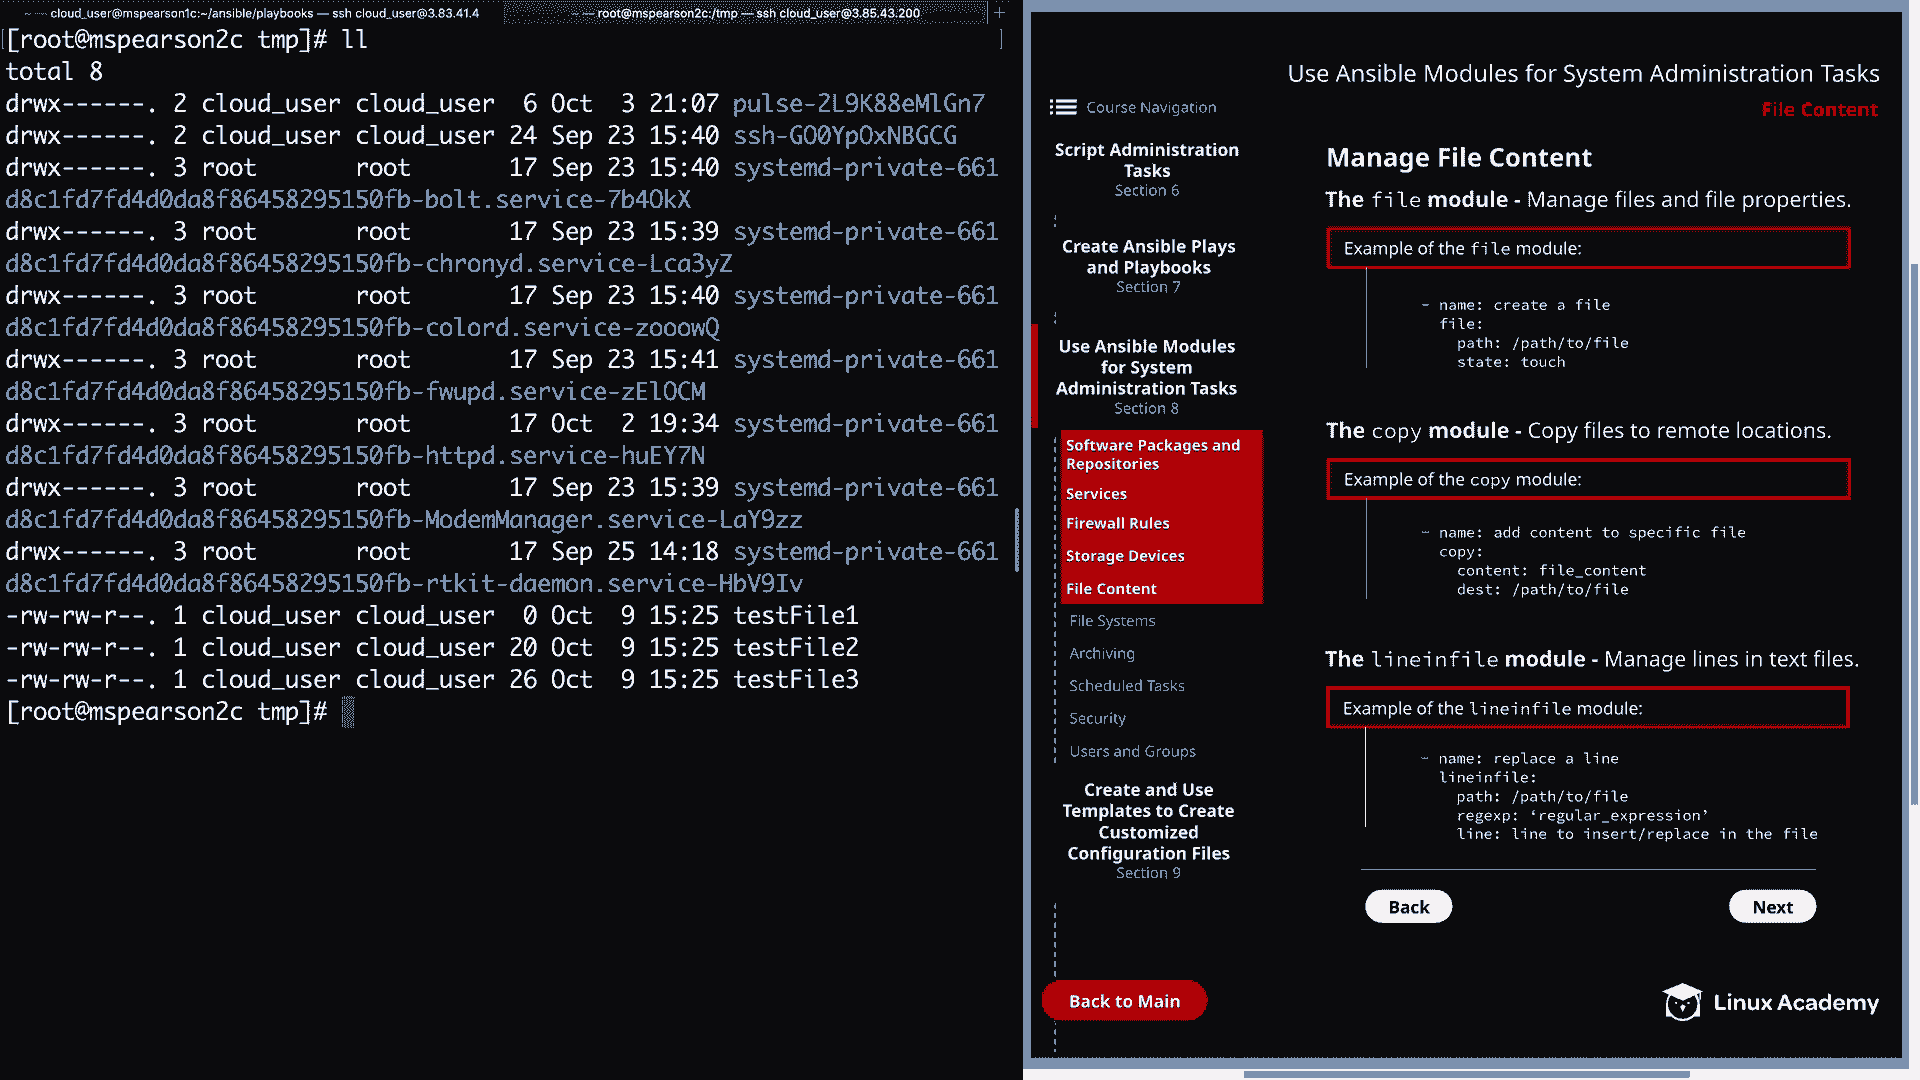 cloud_user@mspearson1c:~/ansible/playbooks — ssh cloud_user@3.83.41.4
root@mspearson2c:/tmp — ssh cloud_user@3.85.43.200
+
[root@mspearson2c tmp]# ll
total 8
drwx------. 2 cloud_user cloud_user  6 Oct  3 21:07 pulse-2L9K88eMlGn7
drwx------. 2 cloud_user cloud_user 24 Sep 23 15:40 ssh-GO0YpOxNBGCG
drwx------. 3 root       root       17 Sep 23 15:40 systemd-private-661
d8c1fd7fd4d0da8f86458295150fb-bolt.service-7b4OkX
drwx------. 3 root       root       17 Sep 23 15:39 systemd-private-661
d8c1fd7fd4d0da8f86458295150fb-chronyd.service-Lca3yZ
drwx------. 3 root       root       17 Sep 23 15:40 systemd-private-661
d8c1fd7fd4d0da8f86458295150fb-colord.service-zooowQ
drwx------. 3 root       root       17 Sep 23 15:41 systemd-private-661
d8c1fd7fd4d0da8f86458295150fb-fwupd.service-zElOCM
drwx------. 3 root       root       17 Oct  2 19:34 systemd-private-661
d8c1fd7fd4d0da8f86458295150fb-httpd.service-huEY7N
drwx------. 3 root       root       17 Sep 23 15:39 systemd-private-661
d8c1fd7fd4d0da8f86458295150fb-ModemManager.service-LaY9zz
drwx------. 3 root       root       17 Sep 25 14:18 systemd-private-661
d8c1fd7fd4d0da8f86458295150fb-rtkit-daemon.service-HbV9Iv
-rw-rw-r--. 1 cloud_user cloud_user  0 Oct  9 15:25 testFile1
-rw-rw-r--. 1 cloud_user cloud_user 20 Oct  9 15:25 testFile2
-rw-rw-r--. 1 cloud_user cloud_user 26 Oct  9 15:25 testFile3
[root@mspearson2c tmp]#
Use Ansible Modules for System Administration Tasks
File Content
Course Navigation
Script Administration
Tasks
Section 6
Create Ansible Plays
and Playbooks
Section 7
Use Ansible Modules
for System
Administration Tasks
Section 8
Software Packages and
Repositories
Services
Firewall Rules
Storage Devices
File Content
File Systems
Archiving
Scheduled Tasks
Security
Users and Groups
Create and Use
Templates to Create
Customized
Configuration Files
Section 9
Back to Main
Manage File Content
The file module - Manage files and file properties.
Example of the file module:
- name: create a file
  file:
    path: /path/to/file
    state: touch
The copy module - Copy files to remote locations.
Example of the copy module:
- name: add content to specific file
  copy:
    content: file_content
    dest: /path/to/file
The lineinfile module - Manage lines in text files.
Example of the lineinfile module:
- name: replace a line
  lineinfile:
    path: /path/to/file
    regexp: ‘regular_expression’
    line: line to insert/replace in the file
Back
Next
Linux Academy